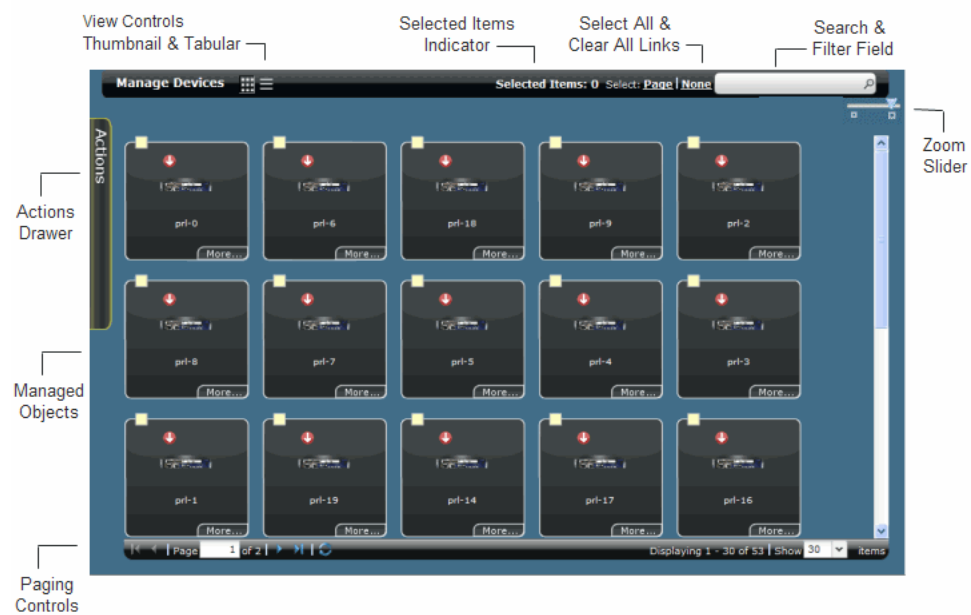 View Controls
Thumbnail & Tabular
Selected Items
Indicator
Select All &
Clear All Links
Search &
Filter Field
Manage Devices
Selected Items: 0 Select: Page | None
Zoom
Slider
Actions
Actions
Drawer
prl-0
prl-6
prl-18
prl-9
prl-2
More...
More...
More...
More...
More...
prl-8
prl-7
prl-5
prl-4
prl-3
More...
More...
More...
More...
More...
Managed
Objects
prl-1
prl-19
prl-14
prl-17
prl-16
More...
More...
More...
More...
More...
Page 1 of 2
Displaying 1 - 30 of 53 | Show 30 items
Paging
Controls